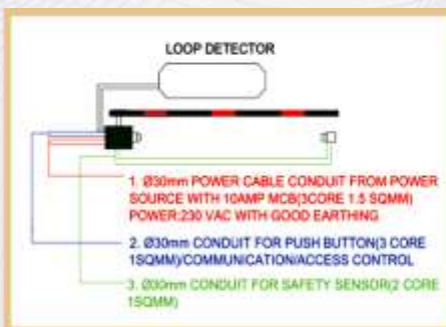 LOOP DETECTOR
1. Ø30mm POWER CABLE CONDUIT FROM POWER
SOURCE WITH 10AMP MCB(3CORE 1.5 SQMM)
POWER:230 VAC WITH GOOD EARTHING
2. Ø30mm CONDUIT FOR PUSH BUTTON(3 CORE
1SQMM)/COMMUNICATION/ACCESS CONTROL
3. Ø30mm CONDUIT FOR SAFETY SENSOR(2 CORE
1SQMM)